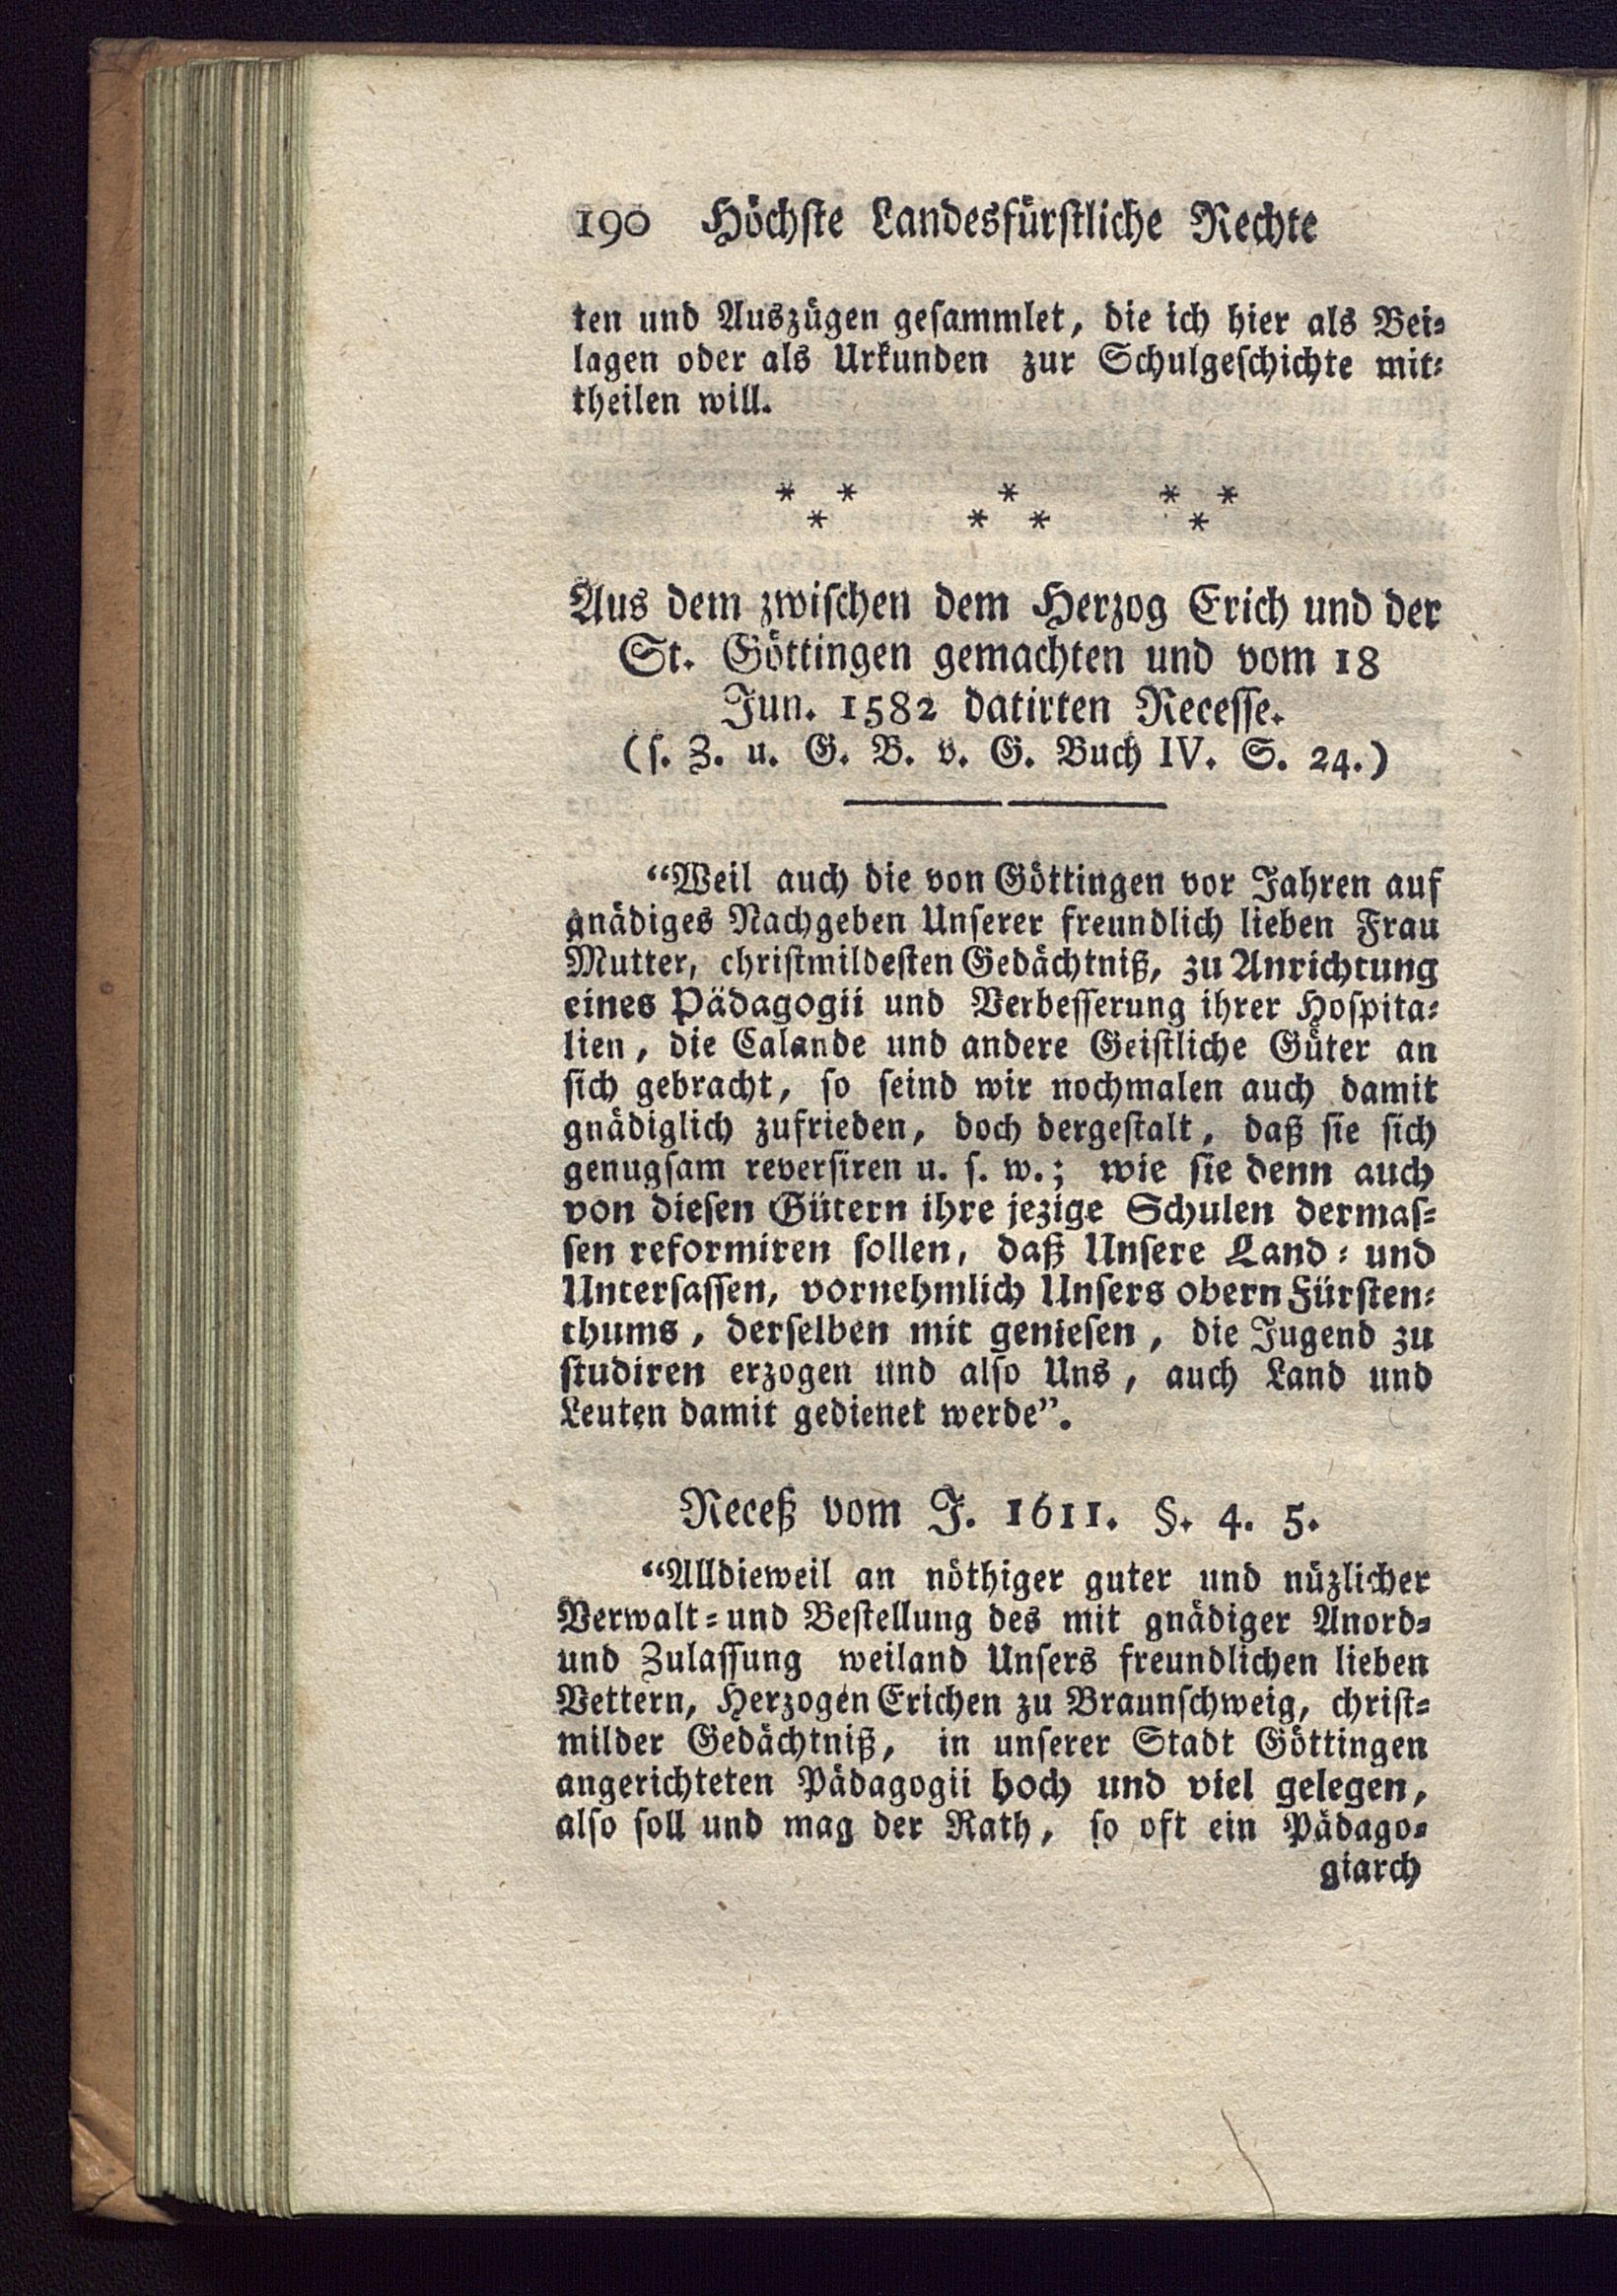 190 Höchste Landesfürstliche Rechte
ten und Auszügen gesammlet, die ich hier als Bei-
lagen oder als Urkunden zur Schulgeschichte mit-
theilen will.
* * * * *
* * * *
Aus dem zwischen dem Herzog Erich und der
St. Göttingen gemachten und vom 18
Jun. 1582 datirten Recesse.
(s. Z. u. G. B. v. G. Buch IV. S. 24.)
“Weil auch die von Göttingen vor Jahren auf
gnädiges Nachgeben Unserer freundlich lieben Frau
Mutter, christmildesten Gedächtniß, zu Anrichtung
eines Pädagogii und Verbesserung ihrer Hospita-
lien, die Calande und andere Geistliche Güter an
sich gebracht, so seind wir nochmalen auch damit
gnädiglich zufrieden, doch dergestalt, daß sie sich
genugsam reversiren u. s. w.; wie sie denn auch
von diesen Gütern ihre jezige Schulen dermas-
sen reformiren sollen, daß Unsere Land- und
Untersassen, vornehmlich Unsers obern Fürsten-
thums, derselben mit geniesen, die Jugend zu
studiren erzogen und also Uns, auch Land und
Leuten damit gedienet werde”.
Receß vom J. 1611. §. 4. 5.
“Alldieweil an nöthiger guter und nüzlicher
Verwalt- und Bestellung des mit gnädiger Anord-
und Zulassung weiland Unsers freundlichen lieben
Vettern, Herzogen Erichen zu Braunschweig, christ-
milder Gedächtniß, in unserer Stadt Göttingen
angerichteten Pädagogii hoch und viel gelegen,
also soll und mag der Rath, so oft ein Pädago-
giarch